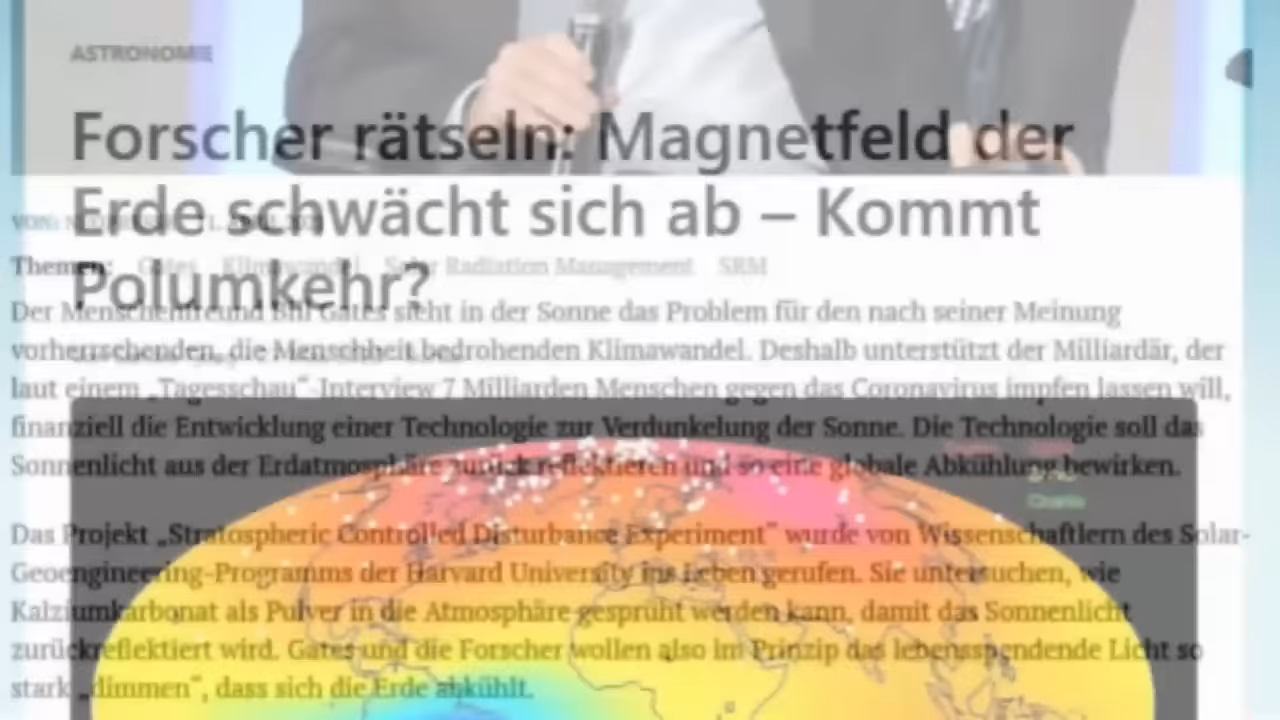 ASTRONOMIE
Forscher rätseln: Magnetfeld der
Erde schwächt sich ab – Kommt
Polumkehr?
VON:
Themen: Gates Klimawandel Solar Radiation Management SRM
Der Menschenfreund Bill Gates sieht in der Sonne das Problem für den nach seiner Meinung
vorherrschenden, die Menschheit bedrohenden Klimawandel. Deshalb unterstützt der Milliardär, der
laut einem „Tagesschau“-Interview 7 Milliarden Menschen gegen das Coronavirus impfen lassen will,
finanziell die Entwicklung einer Technologie zur Verdunkelung der Sonne. Die Technologie soll das
Sonnenlicht aus der Erdatmosphäre zurück reflektieren und so eine globale Abkühlung bewirken.
Das Projekt „Stratospheric Controlled Disturbance Experiment“ wurde von Wissenschaftlern des Solar-
Geoengineering-Programms der Harvard University ins Leben gerufen. Sie untersuchen, wie
Kalziumkarbonat als Pulver in die Atmosphäre gesprüht werden kann, damit das Sonnenlicht
zurückreflektiert wird. Gates und die Forscher wollen also im Prinzip das lebensspendende Licht so
stark „dimmen“, dass sich die Erde abkühlt.